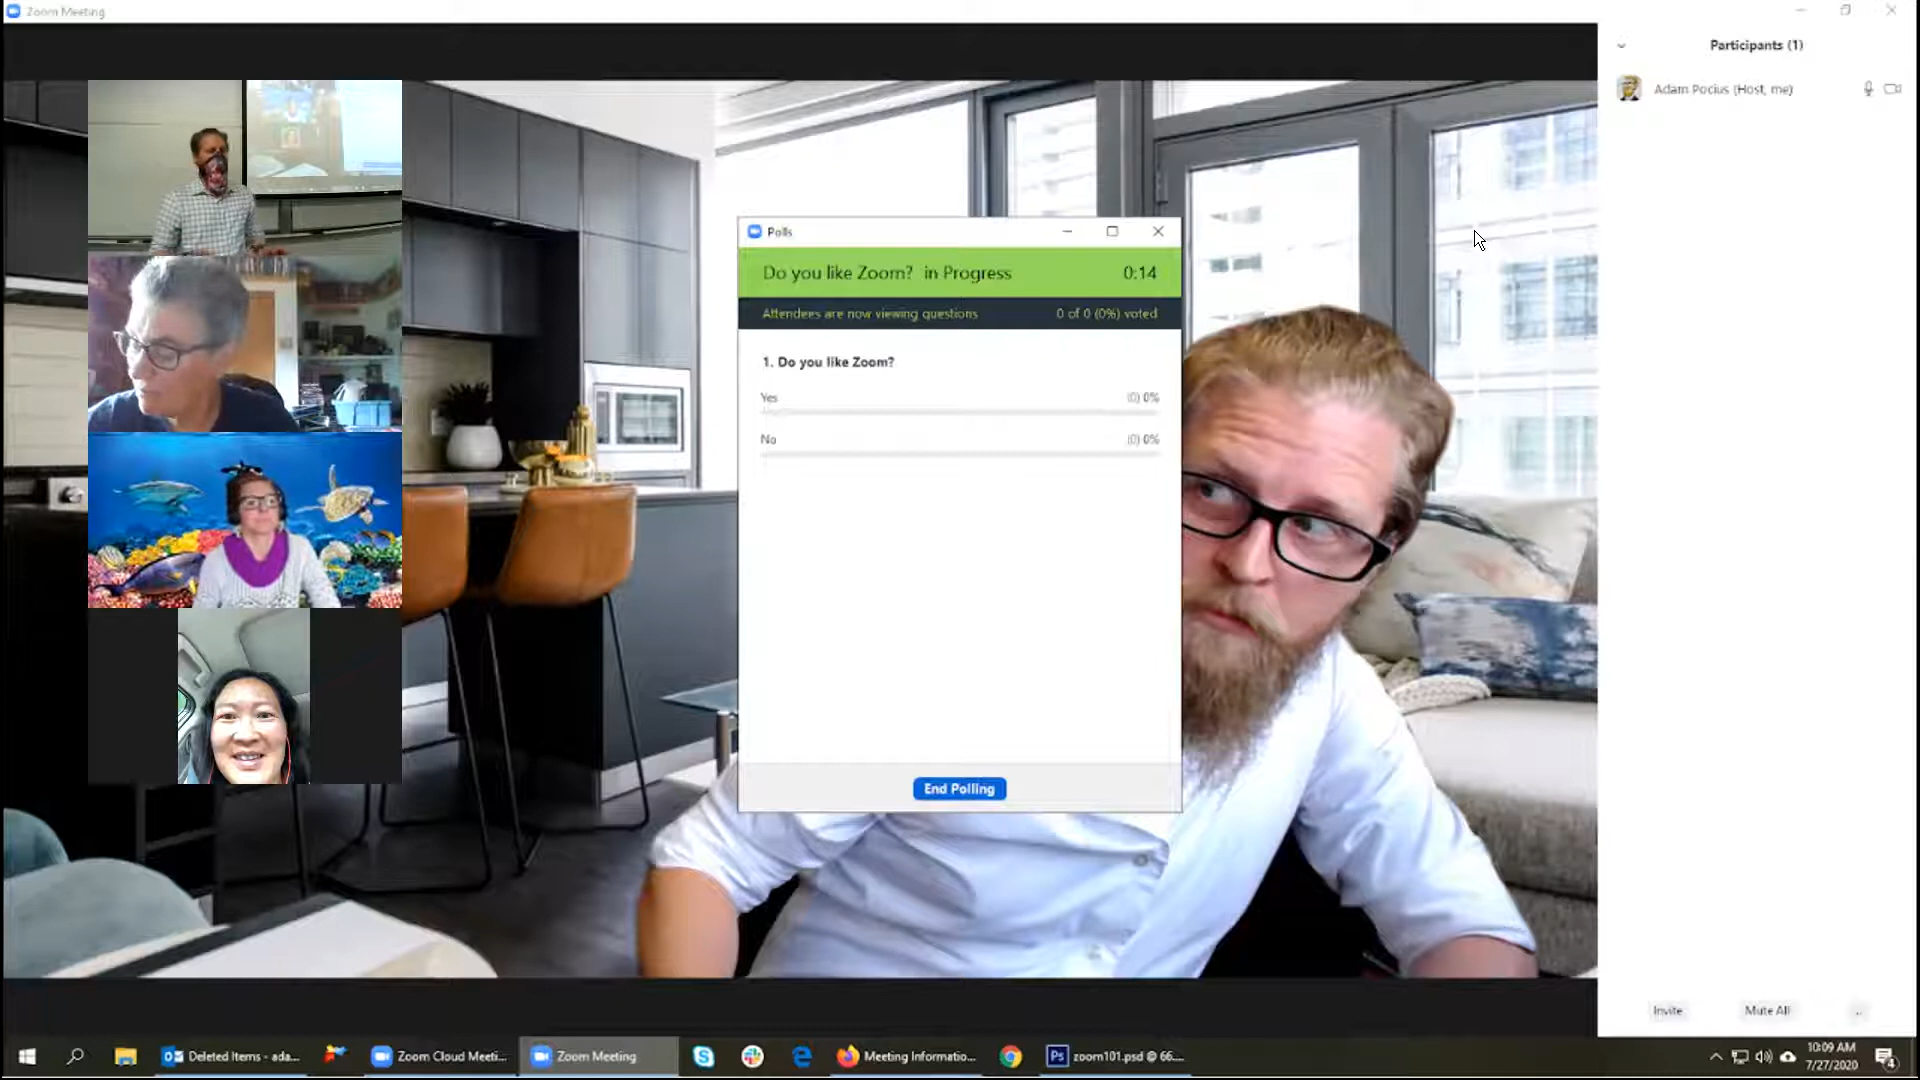 Zoom Meeting
Participants (1)
Adam Pocius (Host, me)
Polls
Do you like Zoom? in Progress 0:14
Attendees are now viewing questions 0 of 0 (0%) voted
1. Do you like Zoom?
Yes (0) 0%
No (0) 0%
End Polling
Invite Mute All ...
Deleted Items - ada...
Zoom Cloud Meeti...
Zoom Meeting
Meeting Informatio...
Ps zoom101.psd @ 66....
10:09 AM
7/27/2020
4